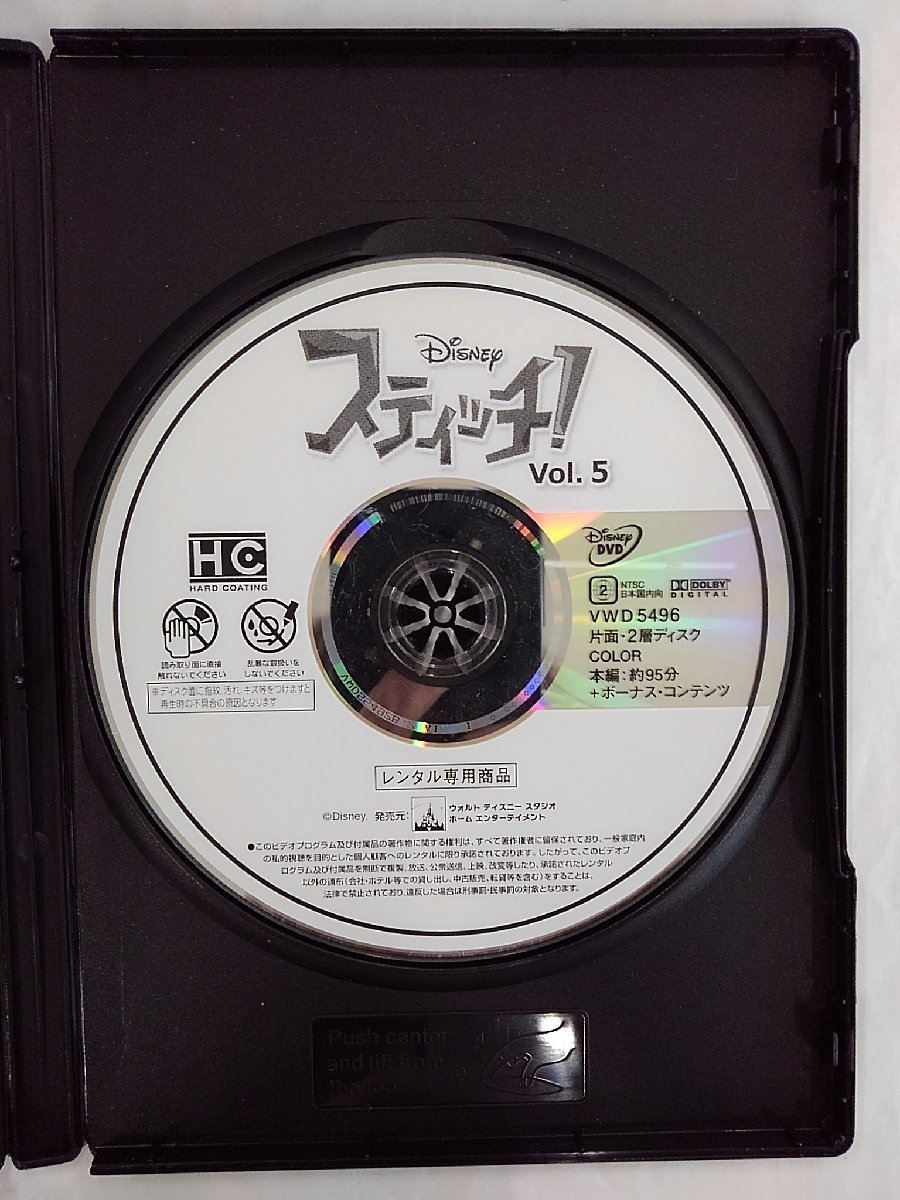 Disney
スティッチ!
Vol. 5
HC
HARD COATING
読み取り面に直接
触れないでください
乱暴な取扱いを
しないでください
※ディスク面に指紋、汚れ、キズ等をつけますと
再生時の不具合の原因となります
Disney
DVD
2
NTSC
日本国内向
DOLBY
DIGITAL
VWD 5496
片面・2層ディスク
COLOR
本編:約95分
+ボーナス・コンテンツ
レンタル専用商品
©Disney. 発売元:
ウォルト ディズニー スタジオ
ホーム エンターテイメント
●このビデオプログラム及び付属品の著作物に関する権利は、すべて著作権者に留保されており、一般家庭内
の私的視聴を目的とした個人顧客へのレンタルに限り承諾されております。したがって、このビデオプ
ログラム及び付属品を無断で複製、放送、公衆送信、上映、改変等したり、承諾されたレンタル
以外の頒布(会社・ホテル等での貸し出し、中古販売、転貸等を含む)をすることは、
法律で禁止されており、違反した場合は刑事罰・民事罰の対象となります。
Push center
and lift from
the top